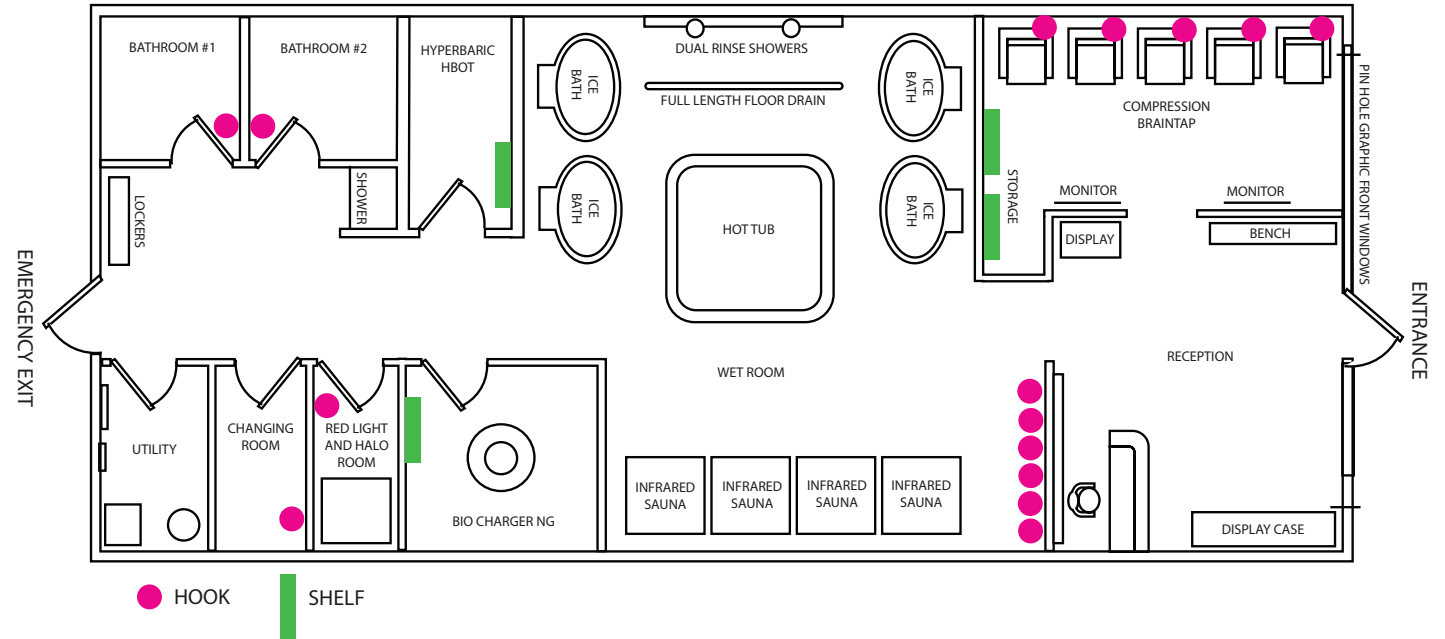 BATHROOM #1
BATHROOM #2
HYPERBARIC
HBOT
ICE
BATH
DUAL RINSE SHOWERS
FULL LENGTH FLOOR DRAIN
ICE
BATH
COMPRESSION
BRAINTAP
PIN HOLE GRAPHIC FRONT WINDOWS
LOCKERS
SHOWER
ICE
BATH
HOT TUB
ICE
BATH
STORAGE
MONITOR
MONITOR
DISPLAY
BENCH
EMERGENCY EXIT
ENTRANCE
WET ROOM
RECEPTION
UTILITY
CHANGING
ROOM
RED LIGHT
AND HALO
ROOM
BIO CHARGER NG
INFRARED
SAUNA
INFRARED
SAUNA
INFRARED
SAUNA
INFRARED
SAUNA
DISPLAY CASE
HOOK
SHELF